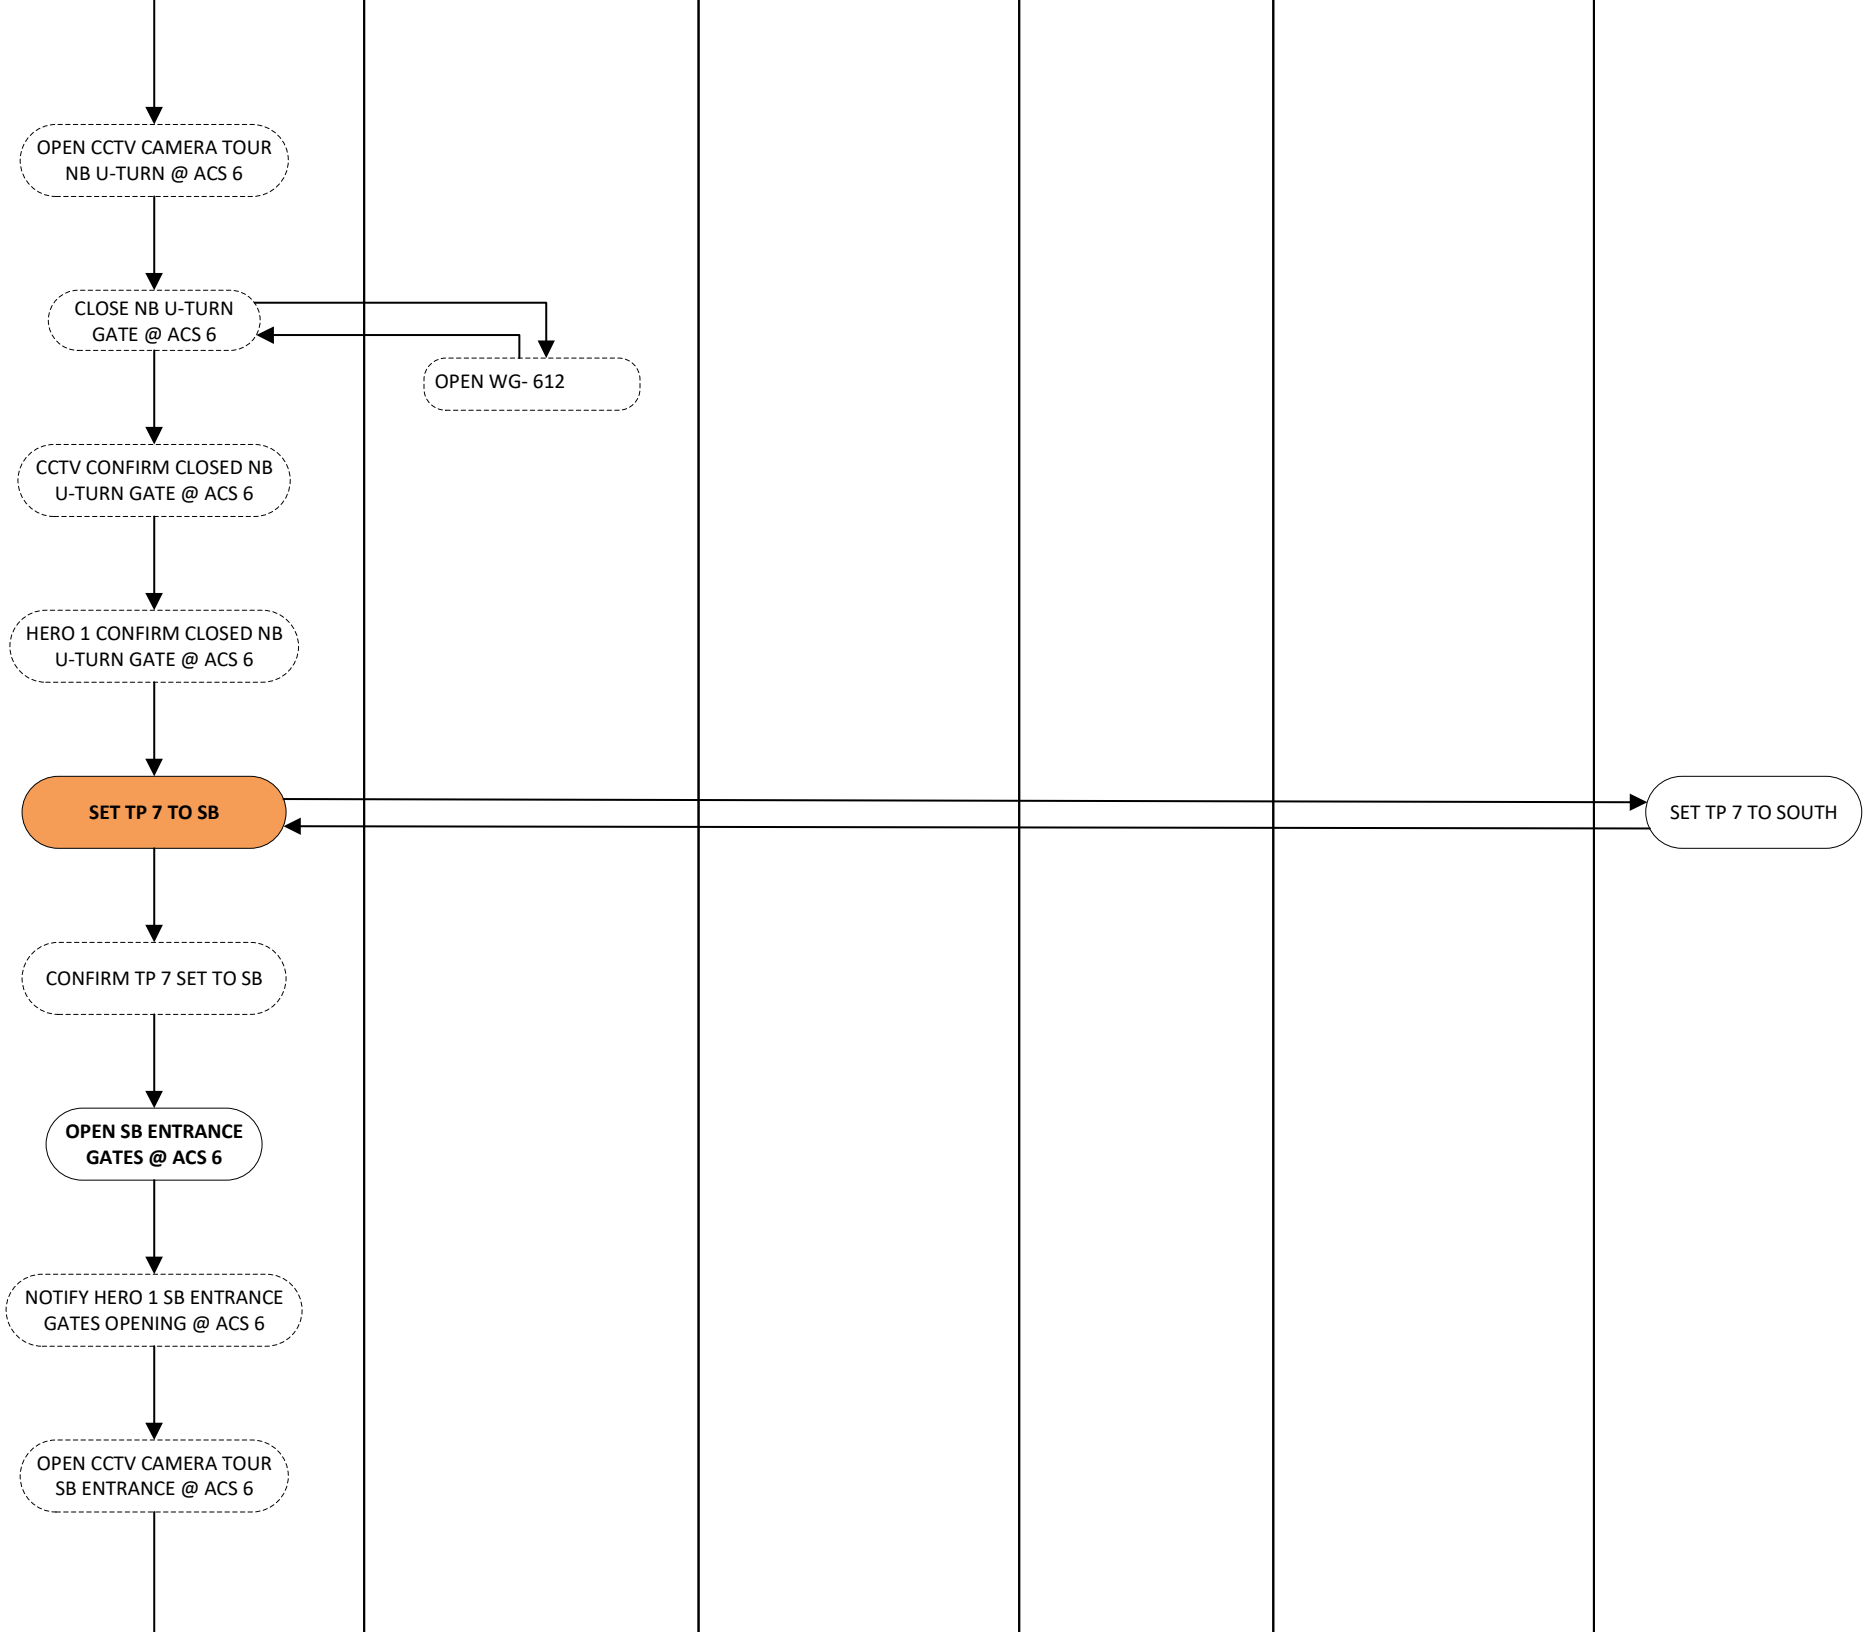 OPEN CCTV CAMERA TOUR
NB U-TURN @ ACS 6
CLOSE NB U-TURN
GATE @ ACS 6
OPEN WG- 612
CCTV CONFIRM CLOSED NB
U-TURN GATE @ ACS 6
HERO 1 CONFIRM CLOSED NB
U-TURN GATE @ ACS 6
SET TP 7 TO SB
SET TP 7 TO SOUTH
CONFIRM TP 7 SET TO SB
OPEN SB ENTRANCE
GATES @ ACS 6
NOTIFY HERO 1 SB ENTRANCE
GATES OPENING @ ACS 6
OPEN CCTV CAMERA TOUR
SB ENTRANCE @ ACS 6